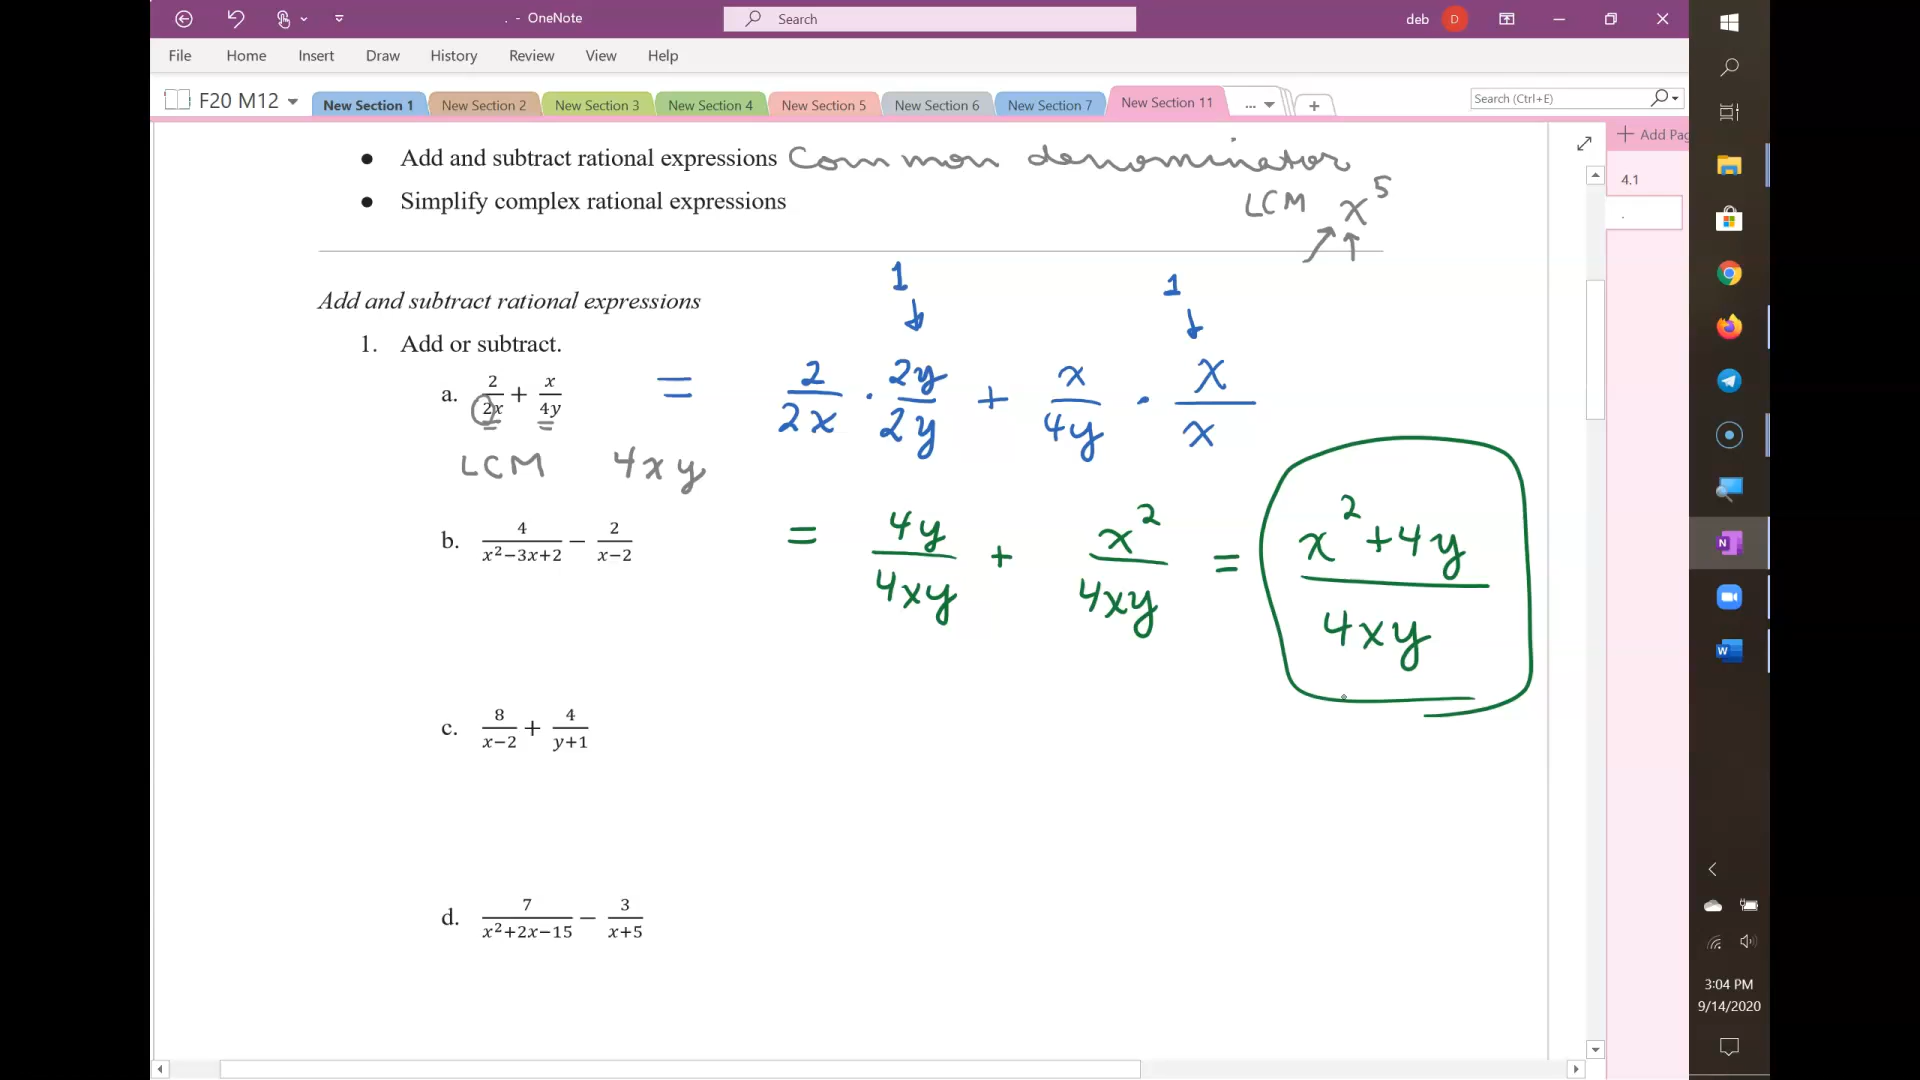 . - OneNote
Search
deb D
File Home Insert Draw History Review View Help
F20 M12 New Section 1 New Section 2 New Section 3 New Section 4 New Section 5 New Section 6 New Section 7 New Section 11 ... +
Search (Ctrl+E)
+ Add Pag
4.1
.
• Add and subtract rational expressions Common denominator
• Simplify complex rational expressions LCM x^5
Add and subtract rational expressions
1 1
1. Add or subtract.
a. 2/2x + x/4y = 2/2x · 2y/2y + x/4y · x/x
LCM 4xy
= 4y/4xy + x^2/4xy = x^2+4y/4xy
b. 4/x²−3x+2 − 2/x−2
c. 8/x−2 + 4/y+1
d. 7/x²+2x−15 − 3/x+5
3:04 PM
9/14/2020